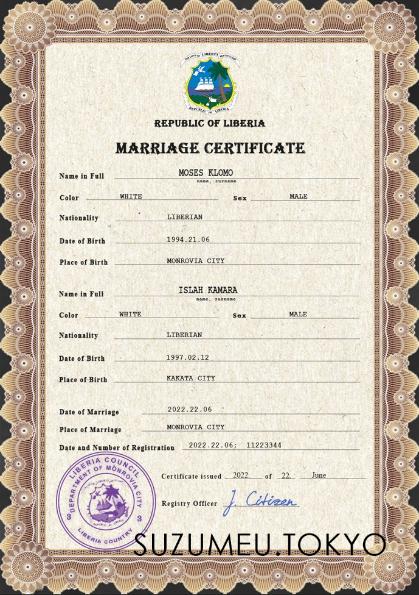 REPUBLIC OF LIBERIA
MARRIAGE CERTIFICATE
Name in Full MOSES KLOMO
name, surname
Color WHITE Sex MALE
Nationality LIBERIAN
Date of Birth 1994.21.06
Place of Birth MONROVIA CITY
Name in Full ISLAH KAMARA
name, surname
Color WHITE Sex MALE
Nationality LIBERIAN
Date of Birth 1997.02.12
Place of Birth KAKATA CITY
Date of Marriage 2022.22.06
Place of Marriage MONROVIA CITY
Date and Number of Registration 2022.22.06; 11223344
Certificate issued 2022 of 22 June
Registry Officer J. Citizen
LIBERIA COUNCIL
DEPARTMENT OF MONROVIA CITY
LIBERIA COUNTRY
SUZUMEU.TOKYO